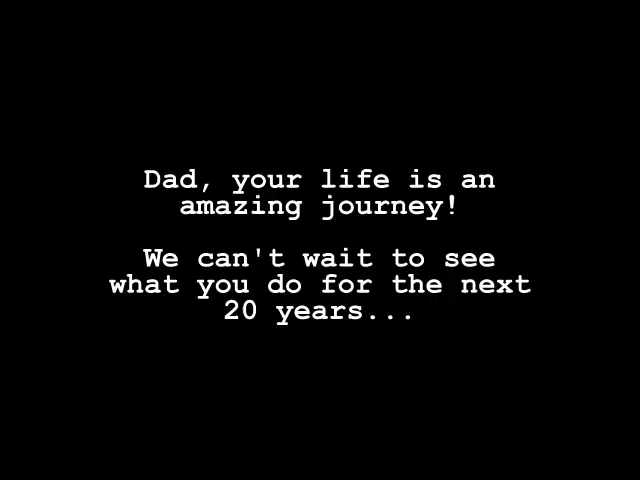 Dad, your life is an
amazing journey!
We can't wait to see
what you do for the next
20 years...